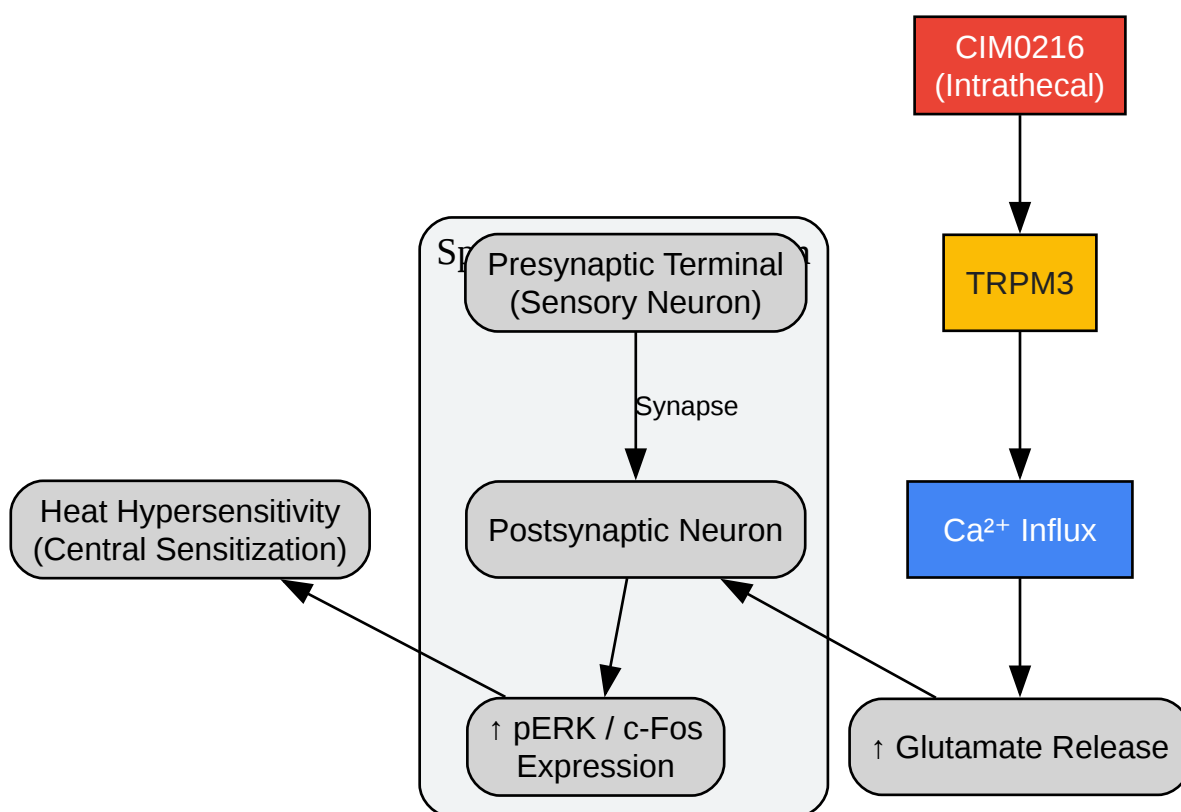 CIM0216
(Intrathecal)
Presynaptic Terminal
(Sensory Neuron)
TRPM3
Synapse
Heat Hypersensitivity
(Central Sensitization)
Postsynaptic Neuron
Ca²⁺ Influx
↑ pERK / c-Fos
Expression
↑ Glutamate Release